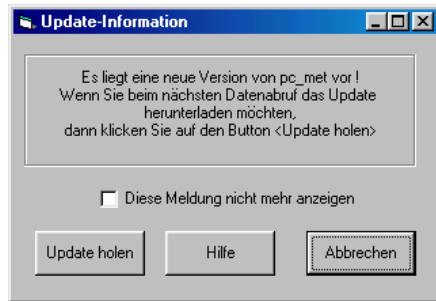 Update-Information
Es liegt eine neue Version von pc_met vor !
Wenn Sie beim nächsten Datenabruf das Update
herunterladen möchten,
dann klicken Sie auf den Button <Update holen>
Diese Meldung nicht mehr anzeigen
Update holen
Hilfe
Abbrechen